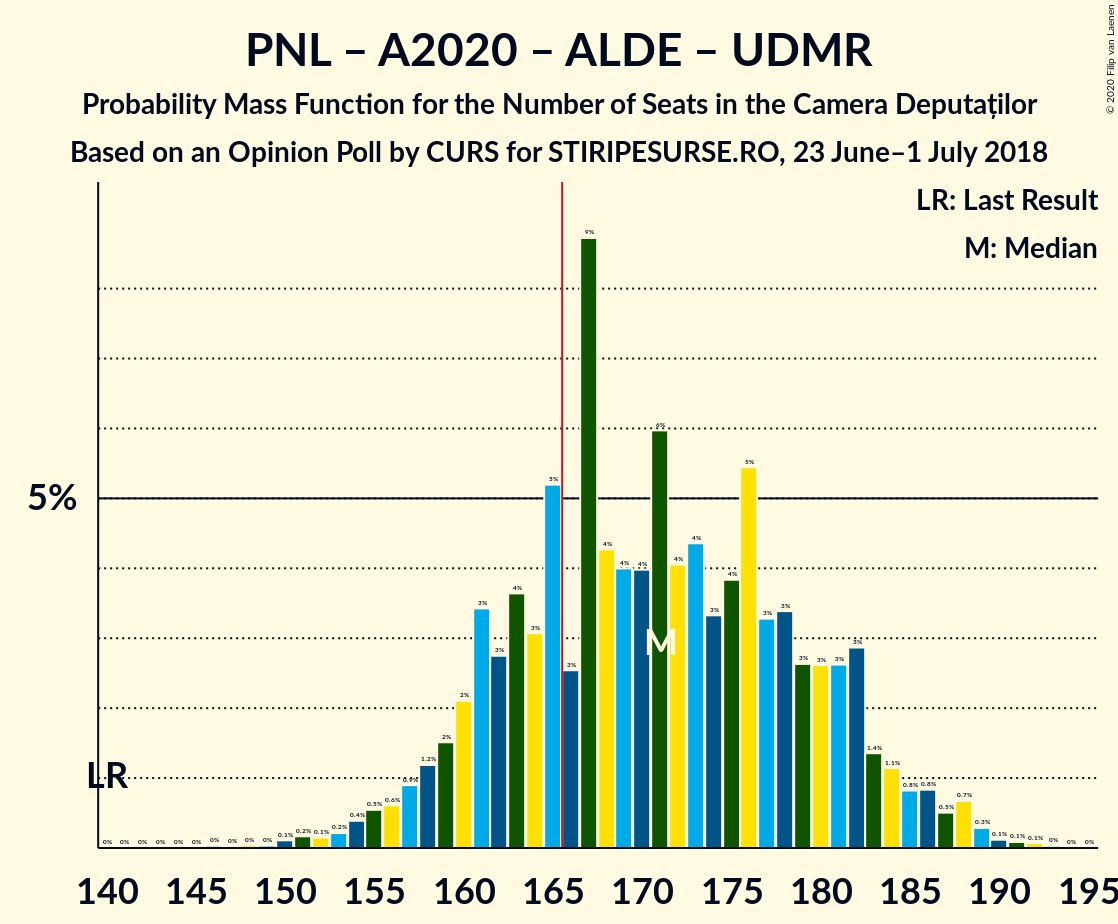 PNL – A2020 – ALDE – UDMR
Probability Mass Function for the Number of Seats in the Camera Deputaților
Based on an Opinion Poll by CURS for STIRIPESURSE.RO, 23 June–1 July 2018
© 2020 Filip van Laenen
LR: Last Result
M: Median
5%
LR
M
0% 0% 0% 0% 0% 0% 0% 0% 0% 0% 0.1% 0.2% 0.1% 0.2% 0.4% 0.5% 0.6% 0.9% 1.2% 2% 2% 3% 3% 4% 3% 5% 3% 9% 4% 4% 4% 6% 4% 4% 3% 4% 5% 3% 3% 3% 3% 3% 3% 1.4% 1.1% 0.8% 0.8% 0.5% 0.7% 0.3% 0.1% 0.1% 0.1% 0% 0% 0%
140 145 150 155 160 165 170 175 180 185 190 195